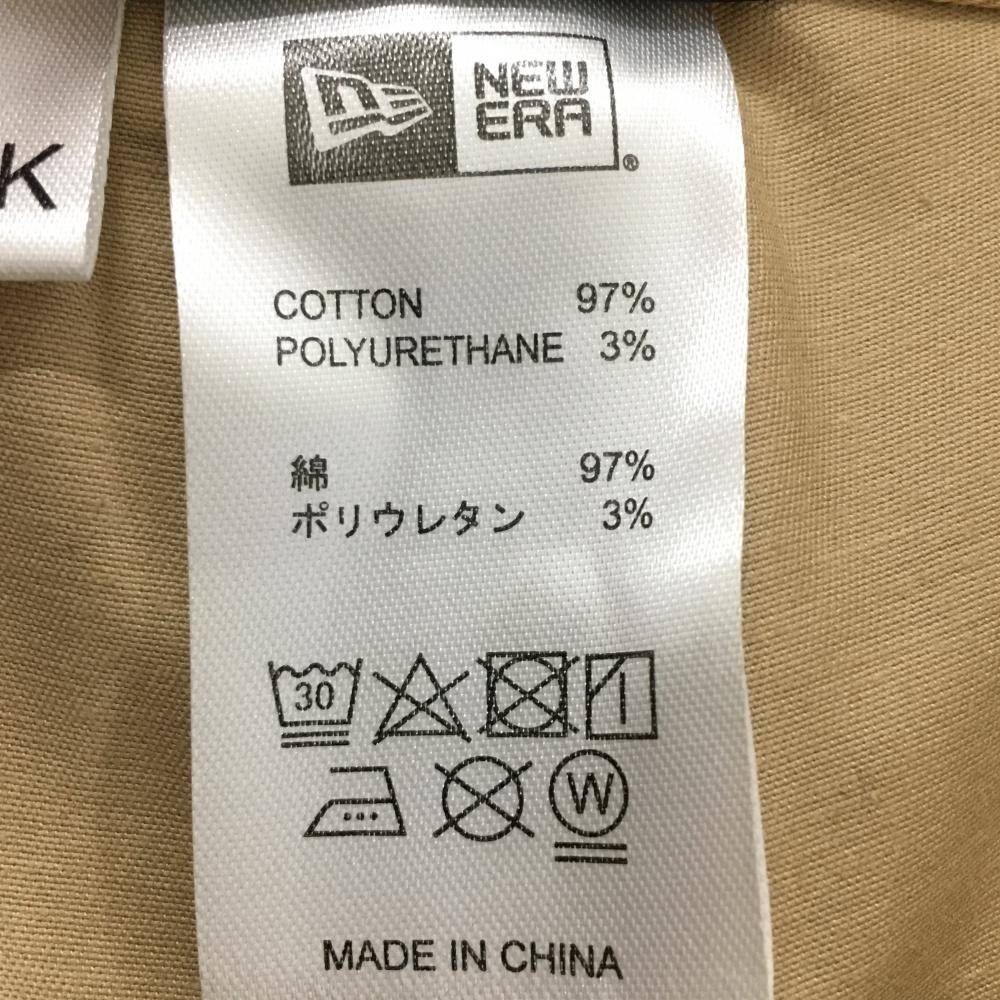 K
NEW
ERA
®
COTTON 97%
POLYURETHANE 3%
綿 97%
ポリウレタン 3%
30
W
MADE IN CHINA